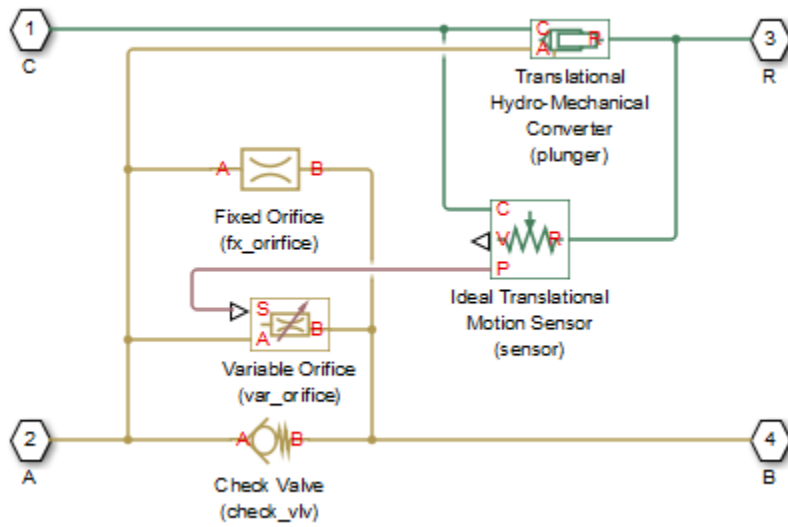 1
C
C
A
R
3
R
Translational
Hydro-Mechanical
Converter
(plunger)
A
B
Fixed Orifice
(fx_orirfice)
C
V
R
P
Ideal Translational
Motion Sensor
(sensor)
S
A
B
Variable Orifice
(var_orifice)
2
A
A
B
Check Valve
(check_vlv)
4
B